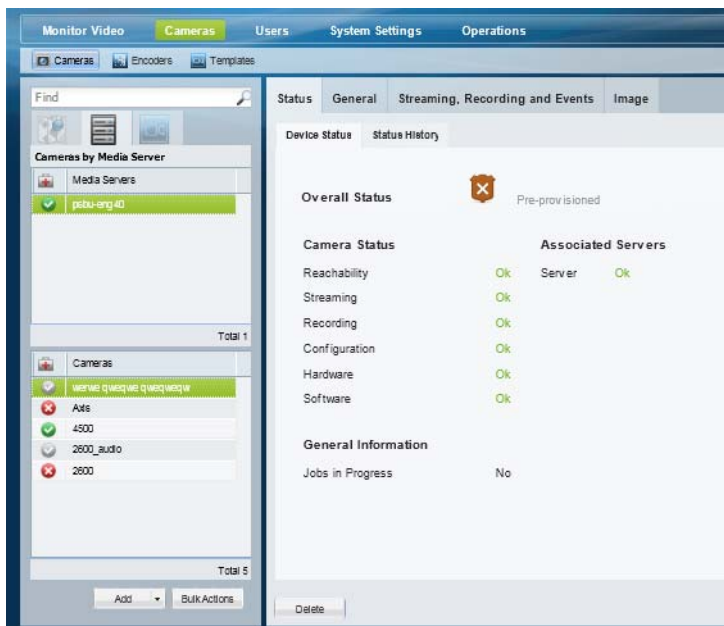 Monitor Video Cameras Users System Settings Operations
Cameras Encoders Templates
Find
Cameras by Media Server
Media Servers
psbu-eng40
Total 1
Cameras
werwe qweqwe qweqweqw
Axis
4500
2600_audio
2600
Total 5
Add Bulk Actions
Status General Streaming, Recording and Events Image
Device Status Status History
Overall Status Pre-provisioned
Camera Status Associated Servers
Reachability Ok Server Ok
Streaming Ok
Recording Ok
Configuration Ok
Hardware Ok
Software Ok
General Information
Jobs in Progress No
Delete